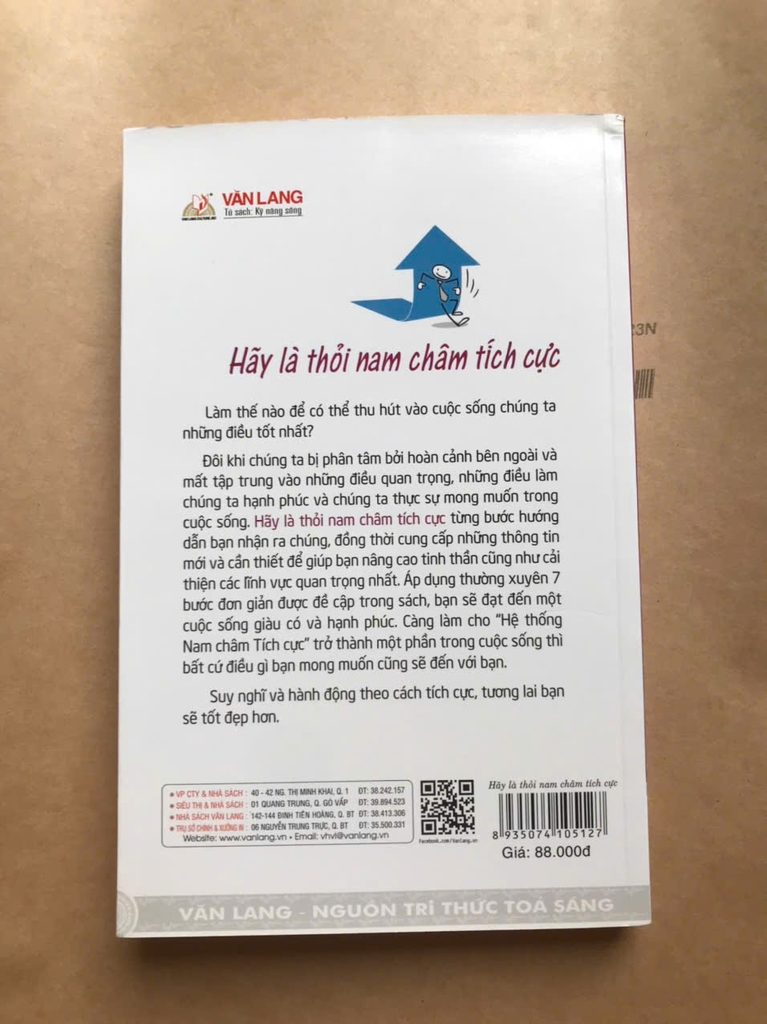 VĂN LANG
Tủ sách: Kỹ năng sống
Hãy là thỏi nam châm tích cực
Làm thế nào để có thể thu hút vào cuộc sống chúng ta
những điều tốt nhất?
Đôi khi chúng ta bị phân tâm bởi hoàn cảnh bên ngoài và
mất tập trung vào những điều quan trọng, những điều làm
chúng ta hạnh phúc và chúng ta thực sự mong muốn trong
cuộc sống. Hãy là thỏi nam châm tích cực từng bước hướng
dẫn bạn nhận ra chúng, đồng thời cung cấp những thông tin
mới và cần thiết để giúp bạn nâng cao tinh thần cũng như cải
thiện các lĩnh vực quan trọng nhất. Áp dụng thường xuyên 7
bước đơn giản được đề cập trong sách, bạn sẽ đạt đến một
cuộc sống giàu có và hạnh phúc. Càng làm cho "Hệ thống
Nam châm Tích cực" trở thành một phần trong cuộc sống thì
bất cứ điều gì bạn mong muốn cũng sẽ đến với bạn.
Suy nghĩ và hành động theo cách tích cực, tương lai bạn
sẽ tốt đẹp hơn.
VP CTY & NHÀ SÁCH : 40 - 42 NG. THỊ MINH KHAI, Q. 1 ĐT: 38.242.157
SIÊU THỊ & NHÀ SÁCH : 01 QUANG TRUNG, Q. GÒ VẤP ĐT: 39.894.523
NHÀ SÁCH VĂN LANG : 142-144 ĐINH TIÊN HOÀNG, Q. BT ĐT: 38.413.306
TRỤ SỞ CHÍNH & XƯỞNG IN : 06 NGUYỄN TRUNG TRỰC, Q. BT ĐT: 35.500.331
Website: www.vanlang.vn • Email: vhvl@vanlang.vn
Facebook.com/VanLang.vn
Hãy là thỏi nam châm tích cực
8 935074 105127
Giá: 88.000đ
VĂN LANG - NGUỒN TRI THỨC TOẢ SÁNG
23N